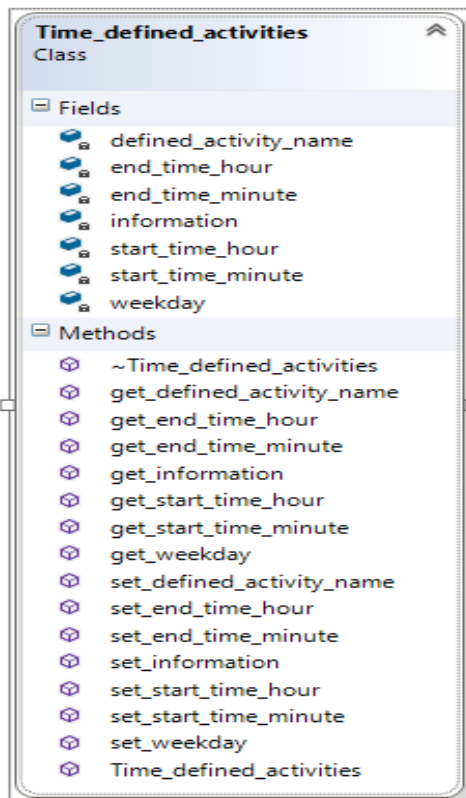 Time_defined_activities
Class
Fields
defined_activity_name
end_time_hour
end_time_minute
information
start_time_hour
start_time_minute
weekday
Methods
~Time_defined_activities
get_defined_activity_name
get_end_time_hour
get_end_time_minute
get_information
get_start_time_hour
get_start_time_minute
get_weekday
set_defined_activity_name
set_end_time_hour
set_end_time_minute
set_information
set_start_time_hour
set_start_time_minute
set_weekday
Time_defined_activities